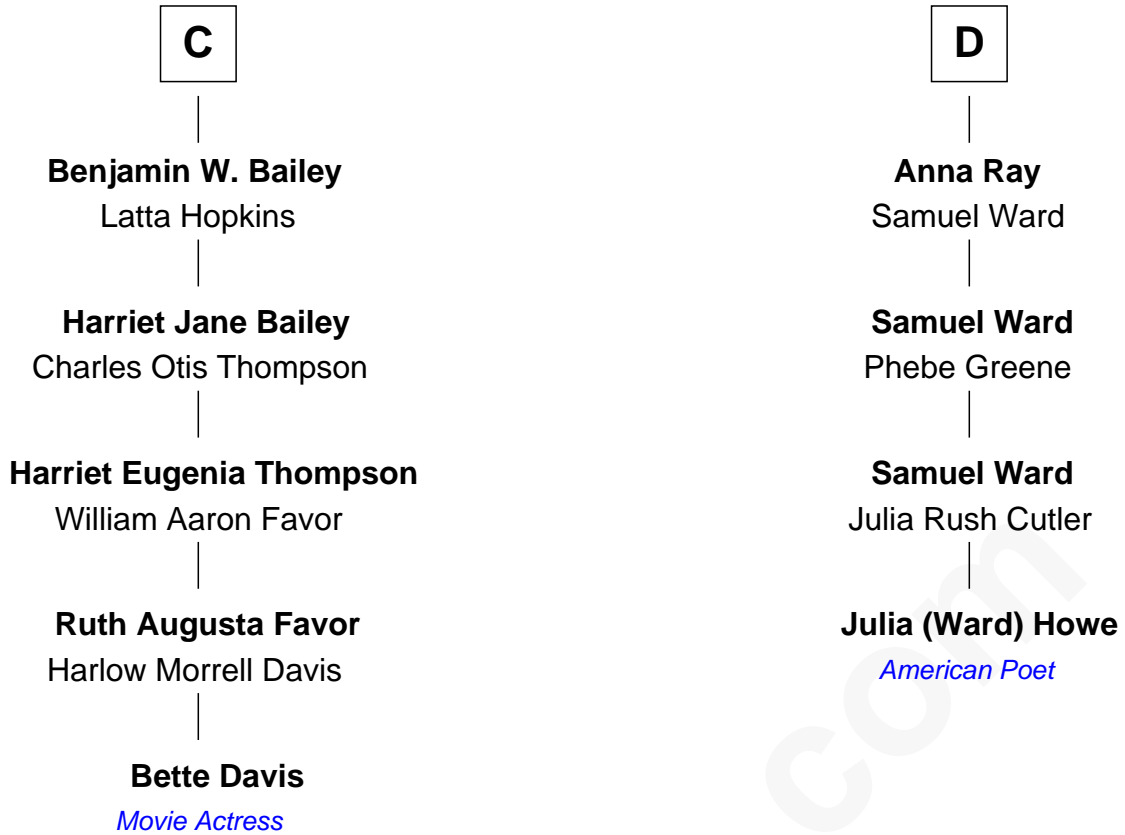 C
Benjamin W. Bailey
Latta Hopkins
Harriet Jane Bailey
Charles Otis Thompson
Harriet Eugenia Thompson
William Aaron Favor
Ruth Augusta Favor
Harlow Morrell Davis
Bette Davis
Movie Actress
D
Anna Ray
Samuel Ward
Samuel Ward
Phebe Greene
Samuel Ward
Julia Rush Cutler
Julia (Ward) Howe
American Poet
com